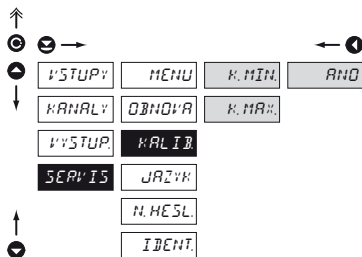 VSTUPY MENU K. MIN. ANO
KANALY OBNOVA K. MAX.
VYSTUP. KALIB.
SERVIS JAZYK
N. HESL.
IDENT.